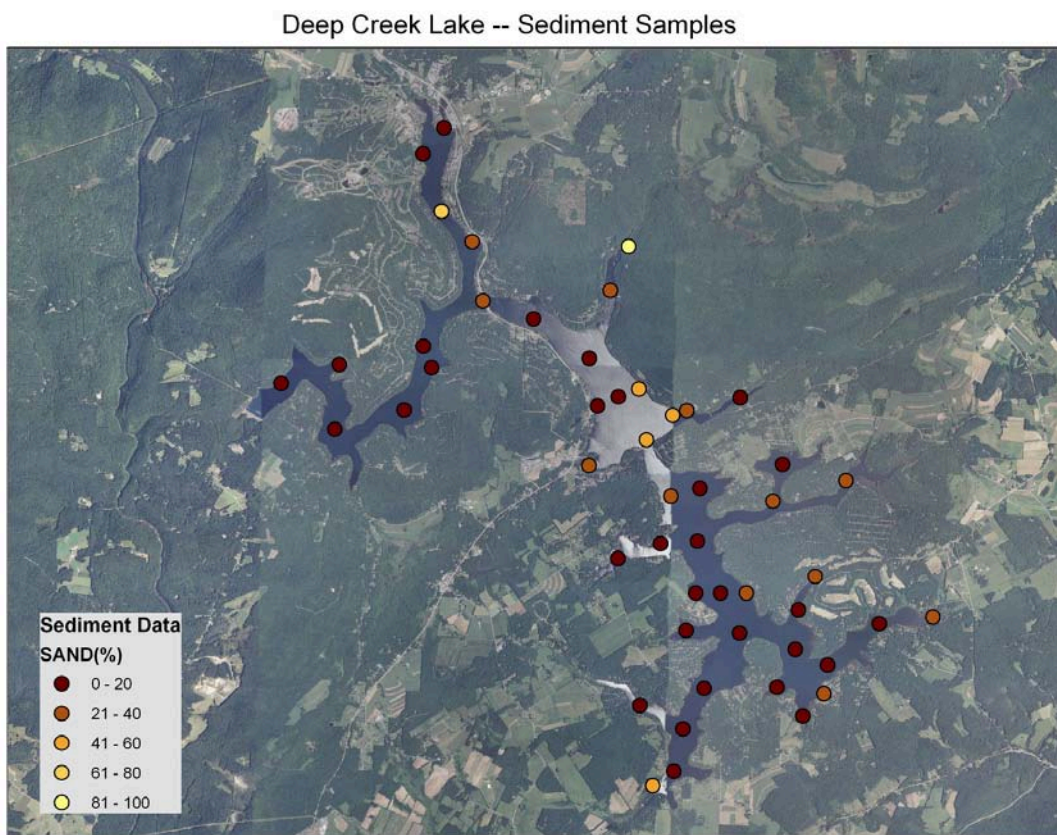 Deep Creek Lake -- Sediment Samples
Sediment Data
SAND(%)
0 - 20
21 - 40
41 - 60
61 - 80
81 - 100